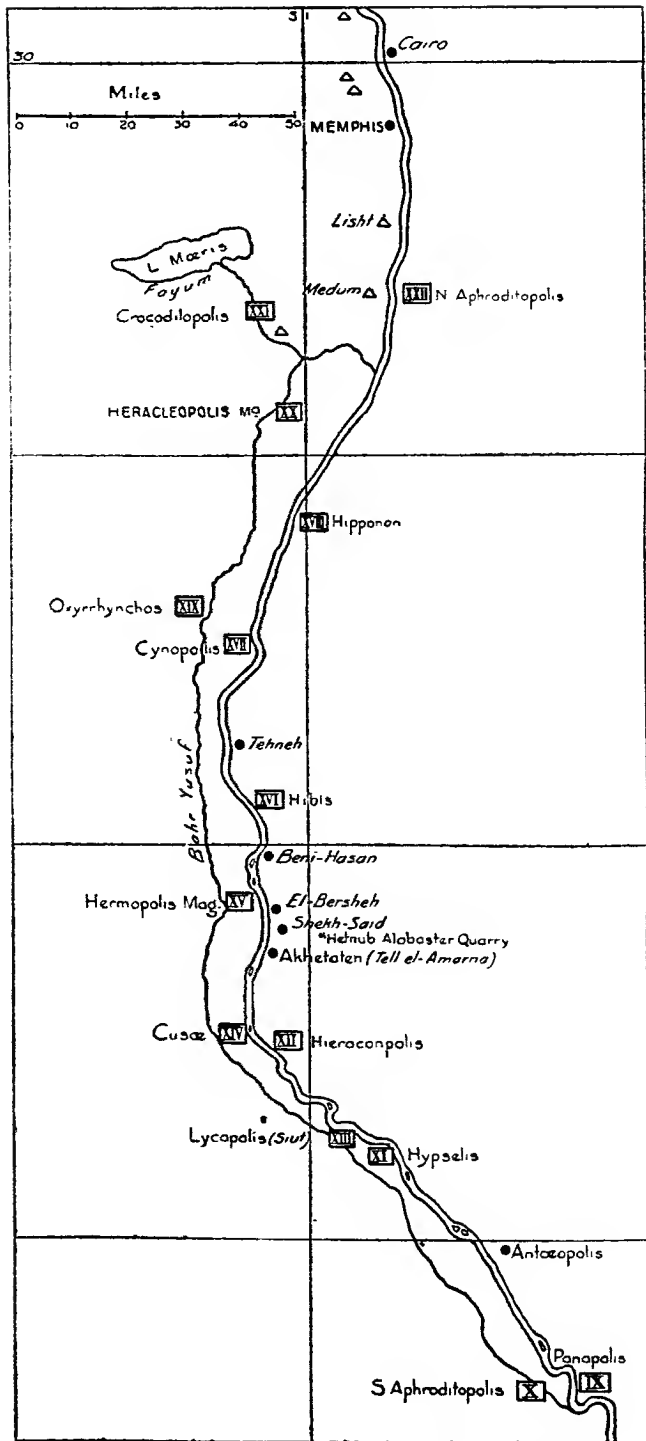 31
Cairo
30
Miles
0 10 20 30 40 50
MEMPHIS
Lisht
L Mœris
Fayum
Medum
XXII N Aphroditopolis
Crocodilopolis XXI
HERACLEOPOLIS Mg. XX
XVIII Hipponon
Oxyrrhynchos XIX
Cynopolis XVII
Tehneh
Bahr Yusuf
XVI Hibis
Beni-Hasan
Hermopolis Mag. XV
El-Bersheh
Shekh-Said
Hetnub Alabaster Quarry
Akhetaten (Tell el-Amarna)
Cusæ XIV
XII Hieraconpolis
Lycopolis (Siut) XIII
XI Hypselis
Antæopolis
Panapolis
IX
S Aphroditopolis X